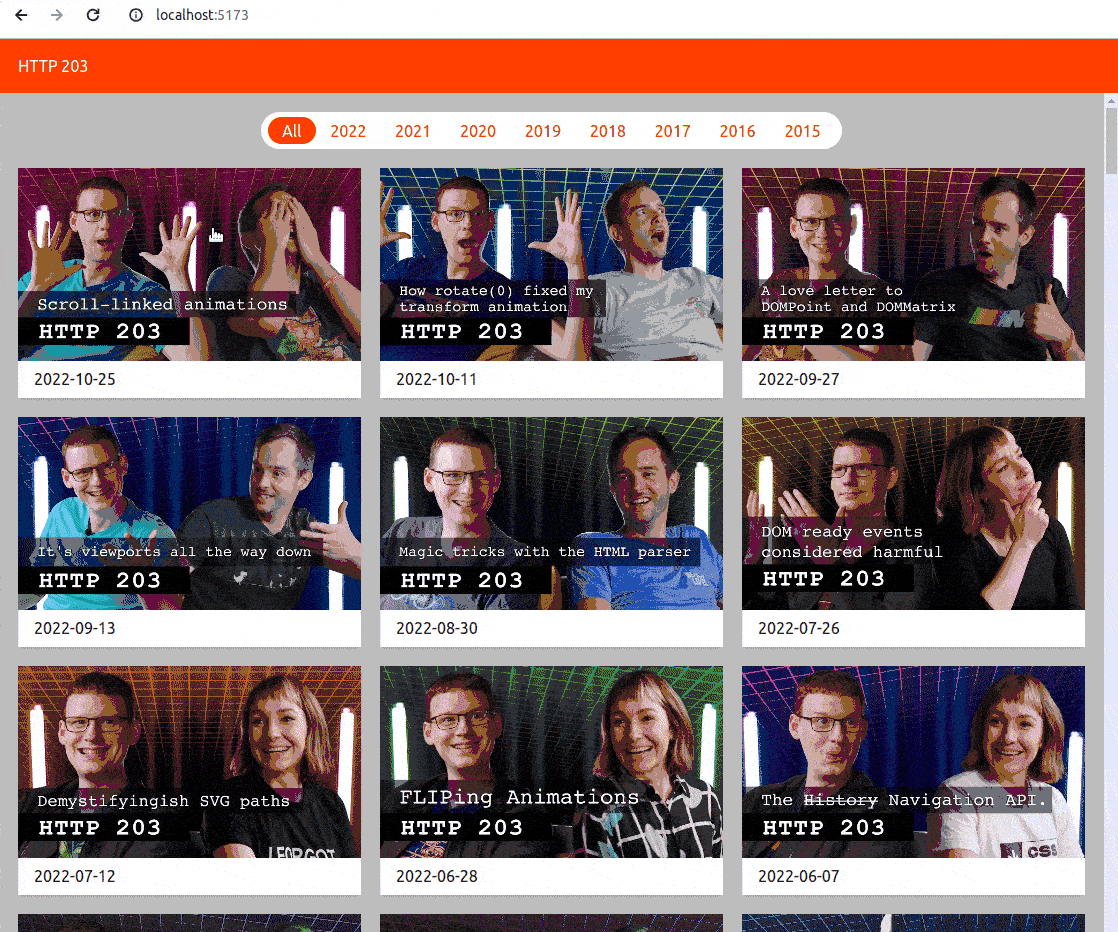 localhost:5173
HTTP 203
All 2022 2021 2020 2019 2018 2017 2016 2015
Scroll-linked animations
HTTP 203
2022-10-25
How rotate(0) fixed my
transform animation
HTTP 203
2022-10-11
A love letter to
DOMPoint and DOMMatrix
HTTP 203
2022-09-27
It's viewports all the way down
HTTP 203
2022-09-13
Magic tricks with the HTML parser
HTTP 203
2022-08-30
DOM ready events
considered harmful
HTTP 203
2022-07-26
Demystifyingish SVG paths
HTTP 203
I FORGOT
2022-07-12
FLIPing Animations
HTTP 203
2022-06-28
The History Navigation API.
HTTP 203
CSS
2022-06-07